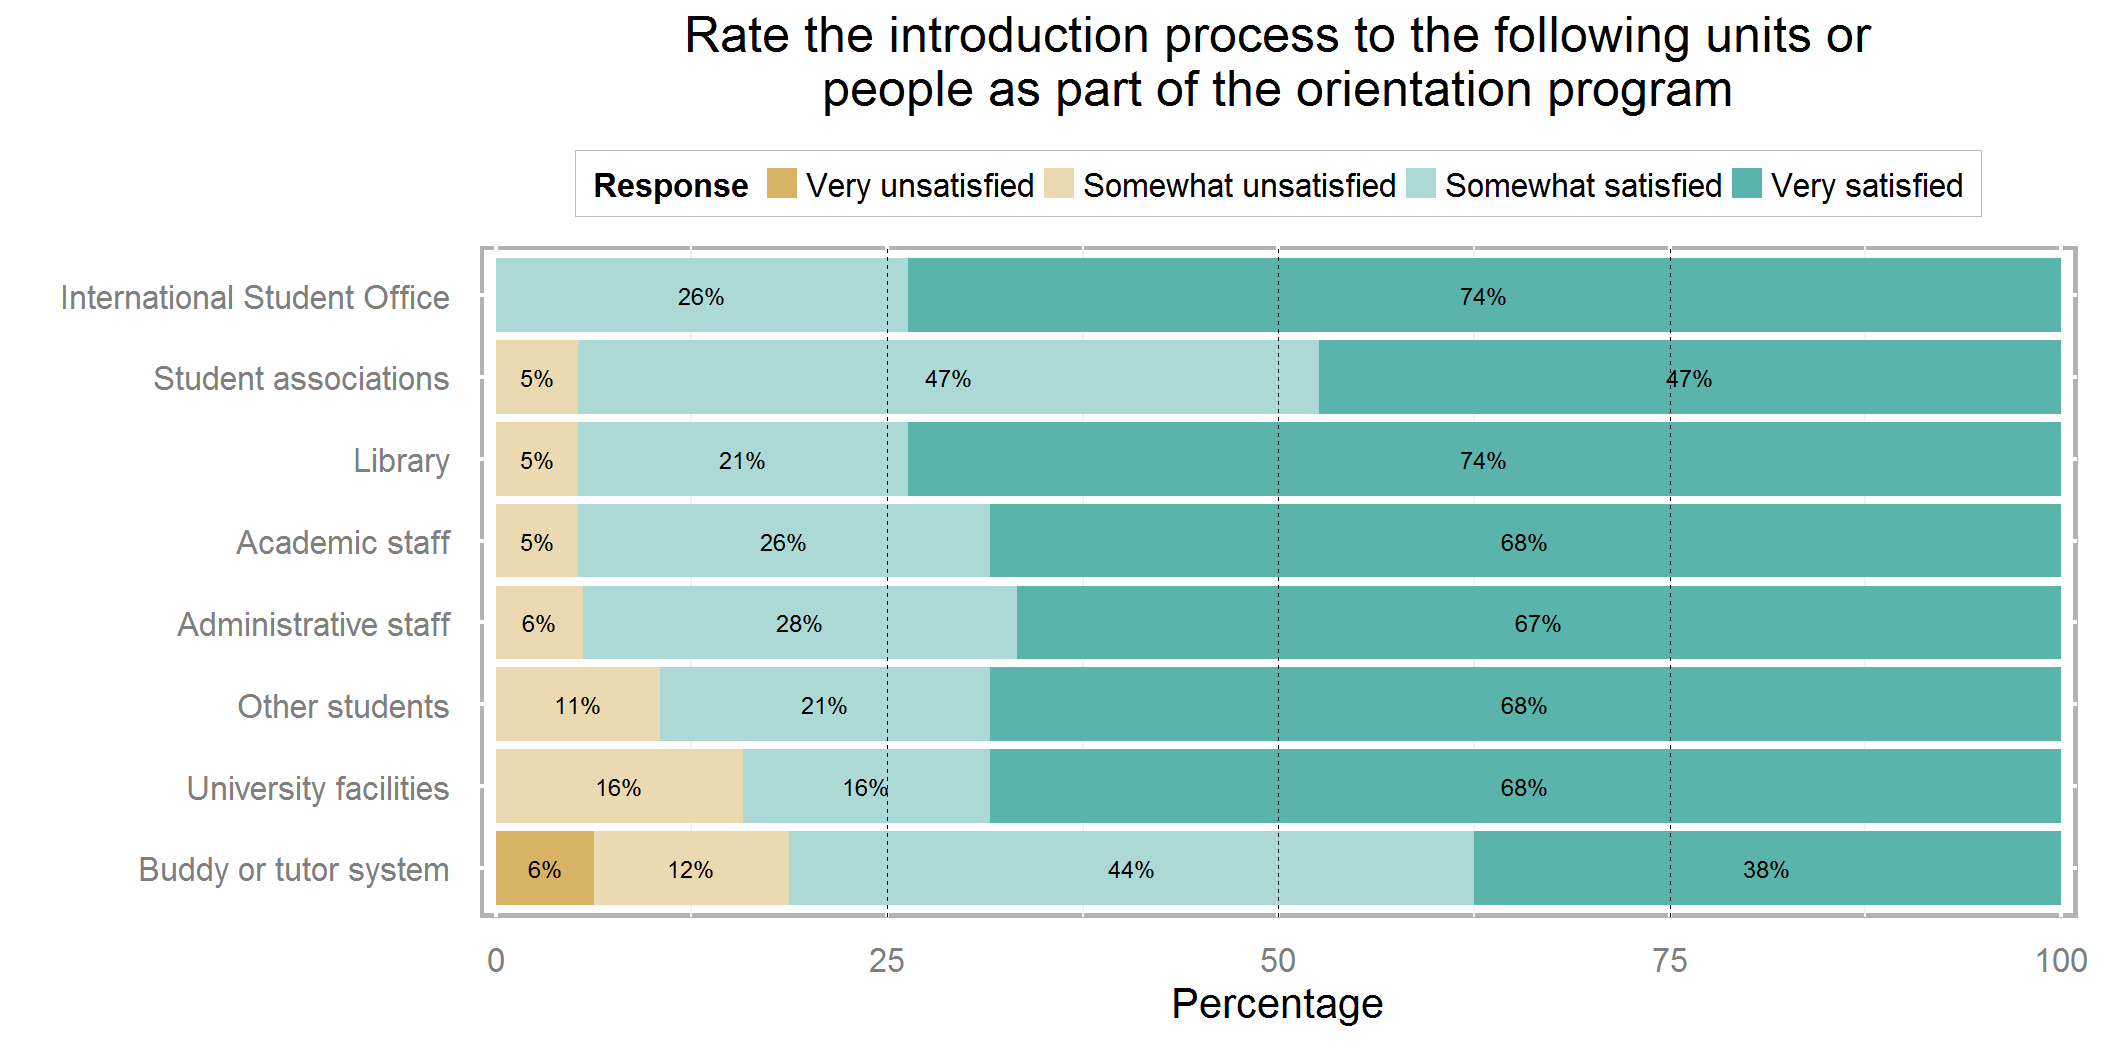 Rate the introduction process to the following units or
people as part of the orientation program
Response Very unsatisfied Somewhat unsatisfied Somewhat satisfied Very satisfied
International Student Office 26% 74%
Student associations 5% 47% 47%
Library 5% 21% 74%
Academic staff 5% 26% 68%
Administrative staff 6% 28% 67%
Other students 11% 21% 68%
University facilities 16% 16% 68%
Buddy or tutor system 6% 12% 44% 38%
0 25 50 75 100
Percentage